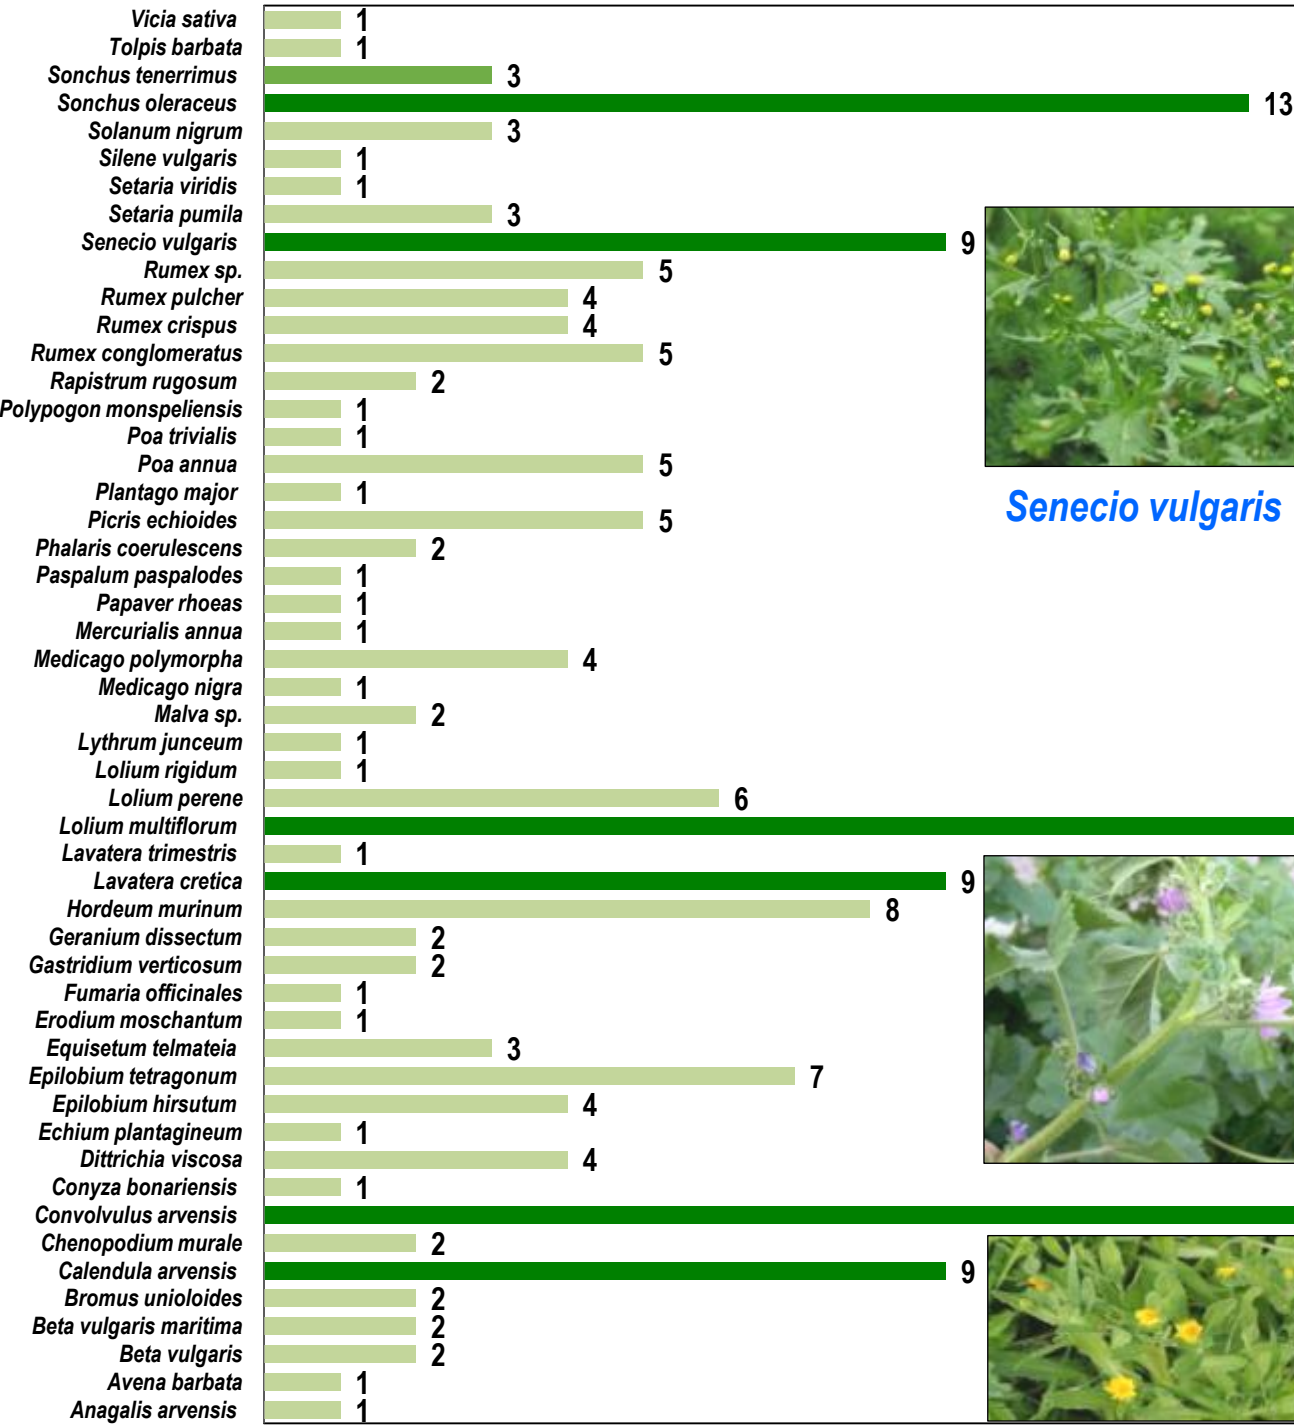 Vicia sativa 1
Tolpis barbata 1
Sonchus tenerrimus 3
Sonchus oleraceus 13
Solanum nigrum 3
Silene vulgaris 1
Setaria viridis 1
Setaria pumila 3
Senecio vulgaris 9
Rumex sp. 5
Rumex pulcher 4
Rumex crispus 4
Rumex conglomeratus 5
Rapistrum rugosum 2
Polypogon monspeliensis 1
Poa trivialis 1
Poa annua 5
Plantago major 1
Senecio vulgaris
Picris echioides 5
Phalaris coerulescens 2
Paspalum paspalodes 1
Papaver rhoeas 1
Mercurialis annua 1
Medicago polymorpha 4
Medicago nigra 1
Malva sp. 2
Lythrum junceum 1
Lolium rigidum 1
Lolium perene 6
Lolium multiflorum
Lavatera trimestris 1
Lavatera cretica 9
Hordeum murinum 8
Geranium dissectum 2
Gastridium verticosum 2
Fumaria officinales 1
Erodium moschantum 1
Equisetum telmateia 3
Epilobium tetragonum 7
Epilobium hirsutum 4
Echium plantagineum 1
Dittrichia viscosa 4
Conyza bonariensis 1
Convolvulus arvensis
Chenopodium murale 2
Calendula arvensis 9
Bromus unioloides 2
Beta vulgaris maritima 2
Beta vulgaris 2
Avena barbata 1
Anagalis arvensis 1